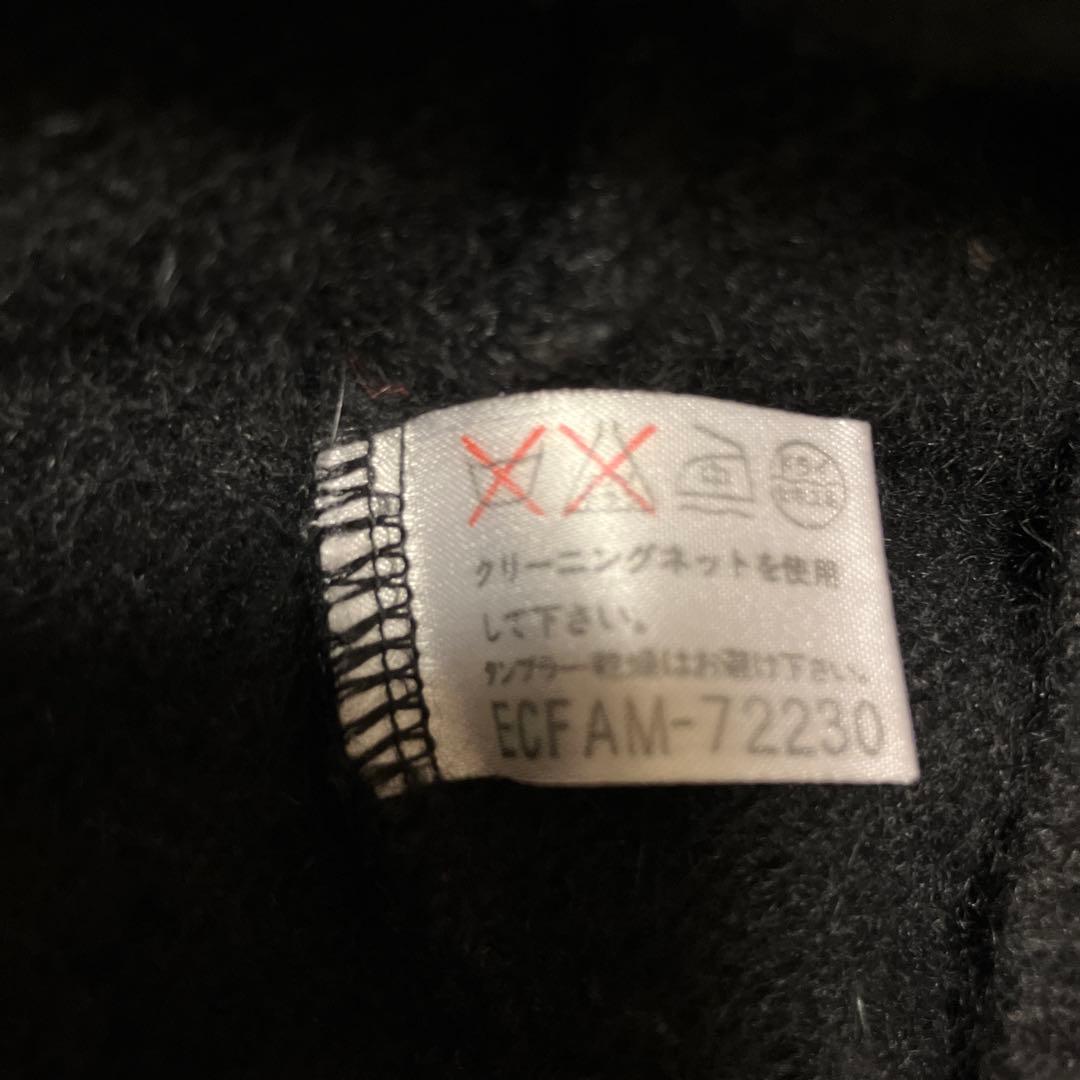 クリーニングネットを使用
して下さい。
タンブラー乾燥はお避け下さい。
ECFAM-72230